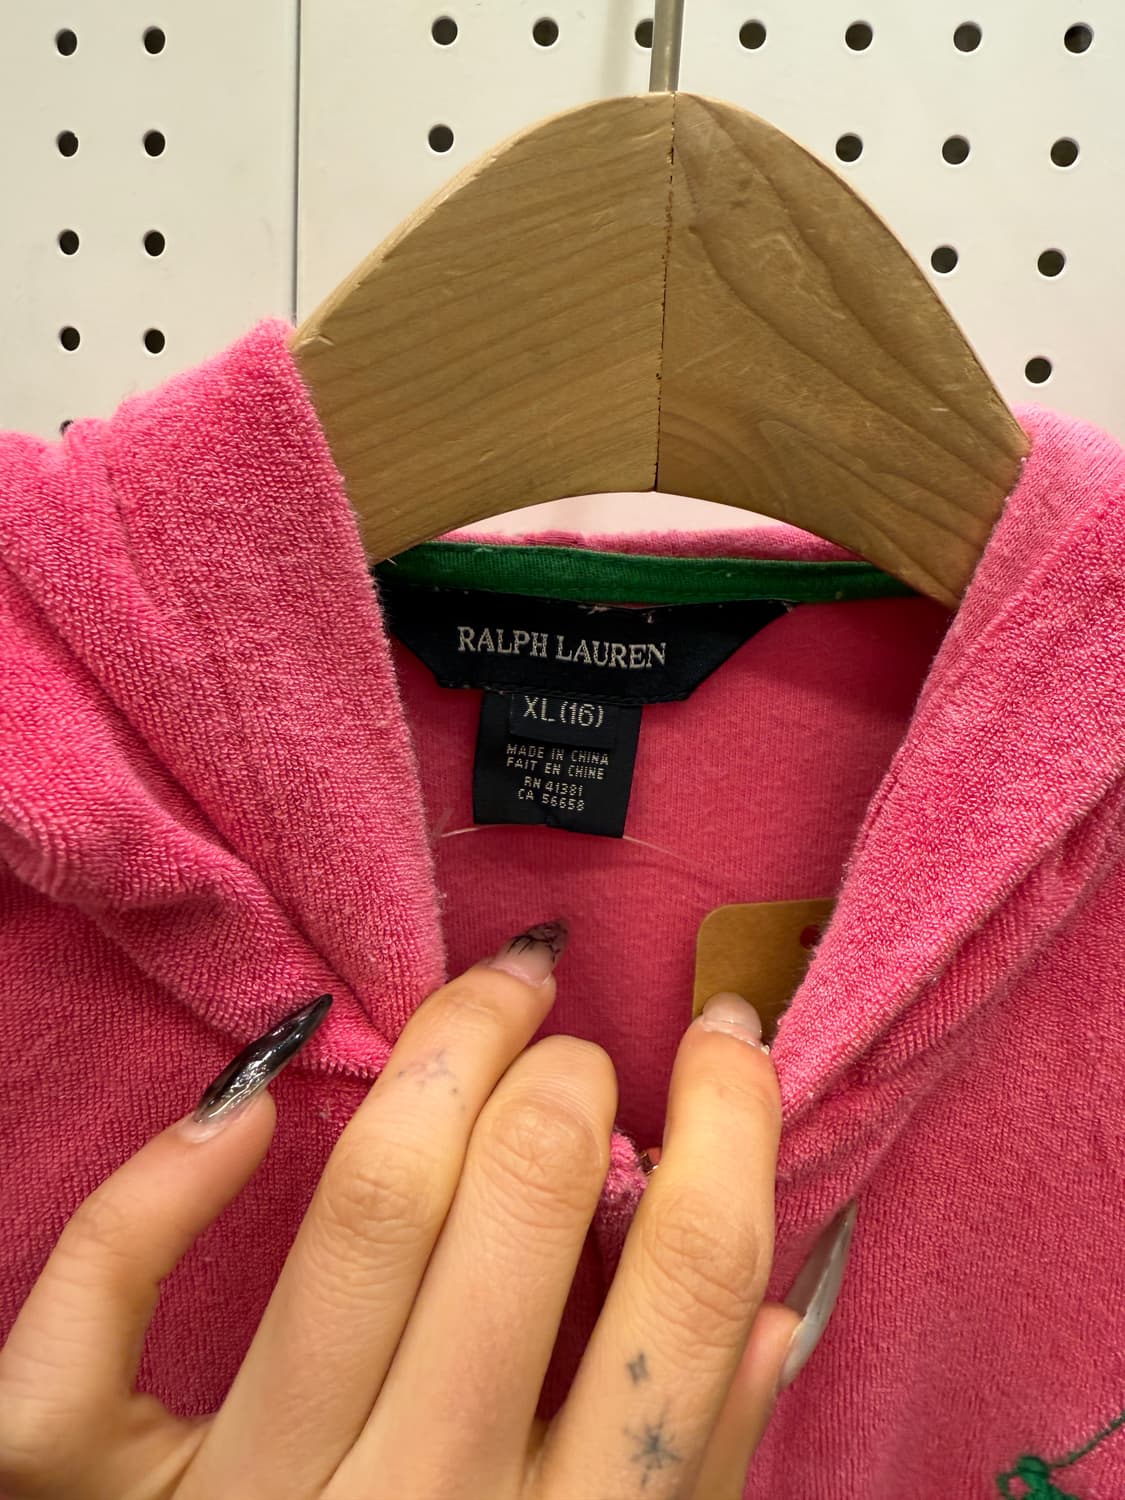 RALPH LAUREN
XL (16)
MADE IN CHINA
FAIT EN CHINE
RN 41381
CA 56658